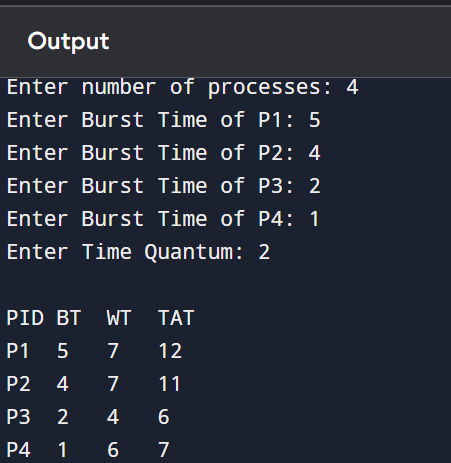 Output
Enter number of processes: 4
Enter Burst Time of P1: 5
Enter Burst Time of P2: 4
Enter Burst Time of P3: 2
Enter Burst Time of P4: 1
Enter Time Quantum: 2
PID BT  WT  TAT
P1  5   7   12
P2  4   7   11
P3  2   4   6
P4  1   6   7